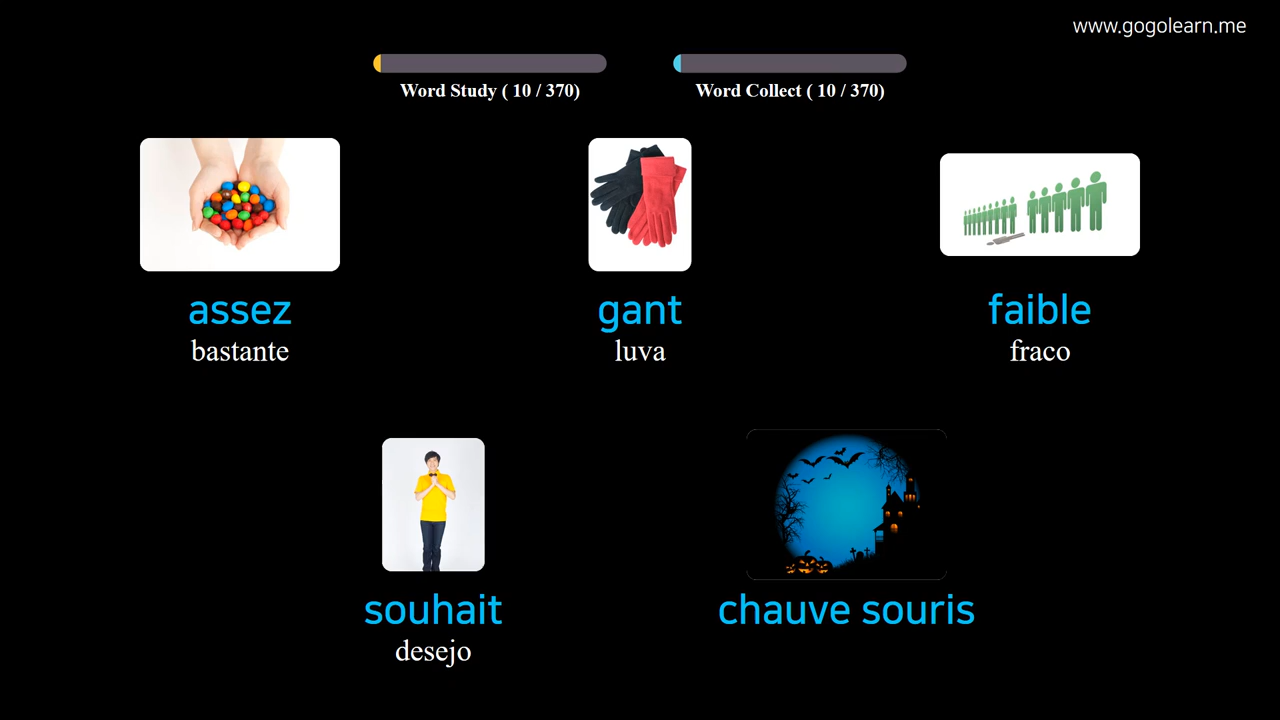 www.gogolearn.me
Word Study ( 10 / 370)
Word Collect ( 10 / 370)
assez
bastante
gant
luva
faible
fraco
souhait
desejo
chauve souris